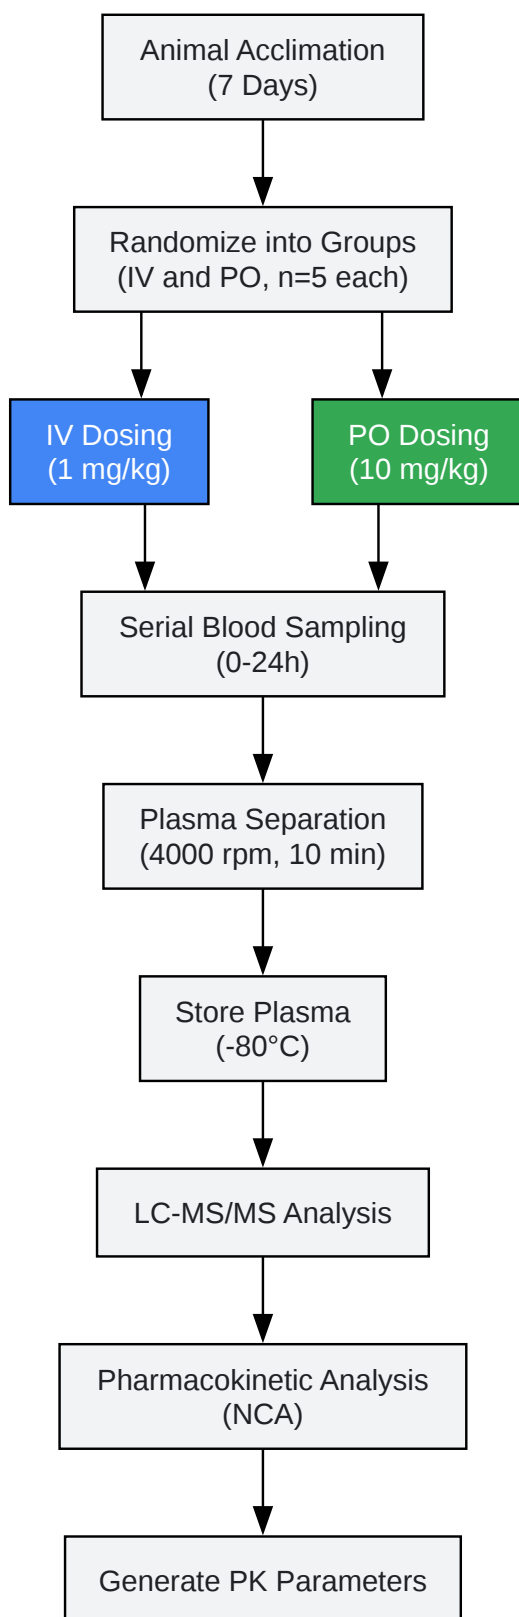 Animal Acclimation
(7 Days)
Randomize into Groups
(IV and PO, n=5 each)
IV Dosing
(1 mg/kg)
PO Dosing
(10 mg/kg)
Serial Blood Sampling
(0-24h)
Plasma Separation
(4000 rpm, 10 min)
Store Plasma
(-80°C)
LC-MS/MS Analysis
Pharmacokinetic Analysis
(NCA)
Generate PK Parameters